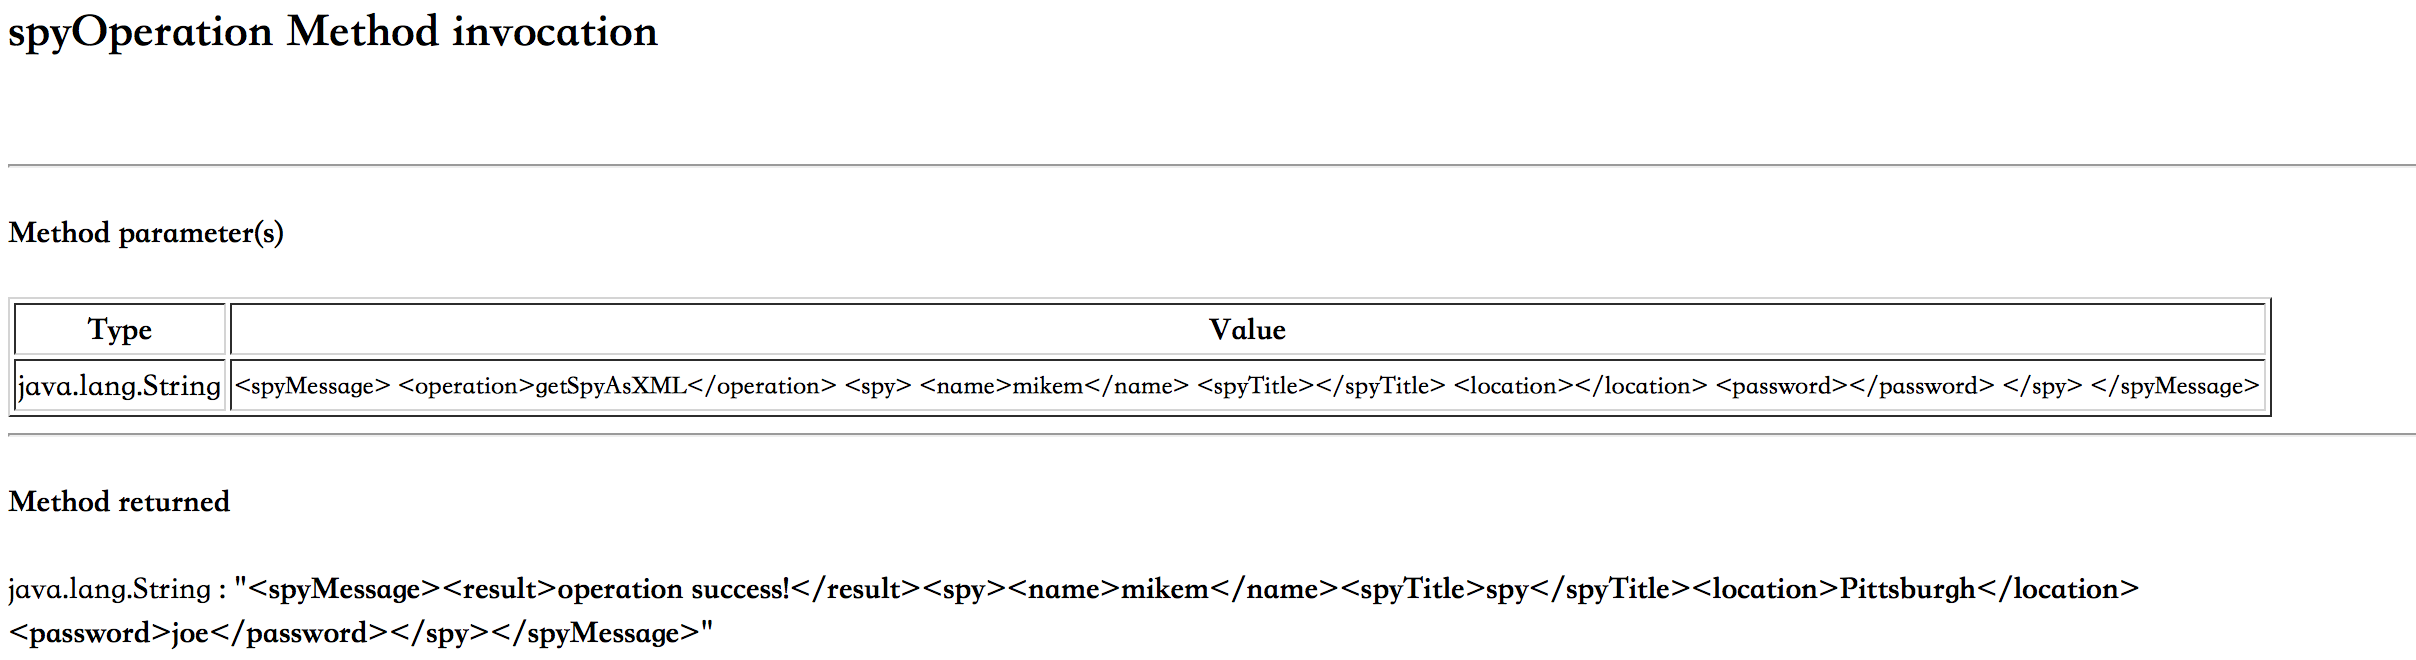 spyOperation Method invocation
Method parameter(s)
Type Value
java.lang.String <spyMessage> <operation>getSpyAsXML</operation> <spy> <name>mikem</name> <spyTitle></spyTitle> <location></location> <password></password> </spy> </spyMessage>
Method returned
java.lang.String : "<spyMessage><result>operation success!</result><spy><name>mikem</name><spyTitle>spy</spyTitle><location>Pittsburgh</location>
<password>joe</password></spy></spyMessage>"